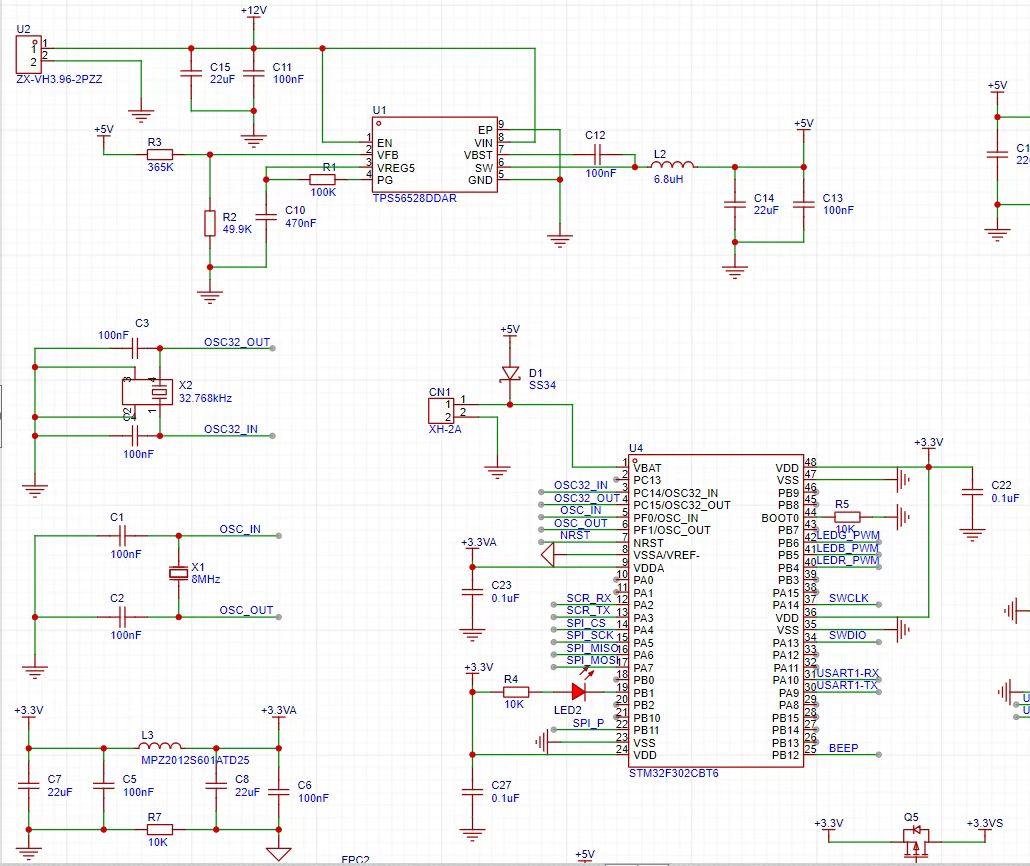 +12V
U2
1
2
1
2
ZX-VH3.96-2PZZ
C15
22uF
C11
100nF
+5V
R3
365K
R2
49.9K
R1
100K
C10
470nF
U1
1
2
3
4
EN
VFB
VREG5
PG
EP
VIN
VBST
SW
GND
9
8
7
6
5
TPS56528DDAR
C12
100nF
L2
6.8uH
+5V
C14
22uF
C13
100nF
+5V
C3
100nF
OSC32_OUT
3
4
X2
32.768kHz
2
1
C4
OSC32_IN
100nF
C1
OSC_IN
100nF
X1
8MHz
C2
OSC_OUT
100nF
+3.3V
+3.3VA
L3
MPZ2012S601ATD25
C7
22uF
C5
100nF
C8
22uF
C6
100nF
R7
10K
+5V
D1
SS34
CN1
1
2
1
2
XH-2A
U4
1 VBAT
2 PC13
OSC32_IN 3 PC14/OSC32_IN
OSC32_OUT 4 PC15/OSC32_OUT
OSC_IN 5 PF0/OSC_IN
OSC_OUT 6 PF1/OSC_OUT
NRST 7 NRST
8 VSSA/VREF-
9 VDDA
10 PA0
11 PA1
SCR_RX 12 PA2
SCR_TX 13 PA3
SPI_CS 14 PA4
SPI_SCK 15 PA5
SPI_MISO 16 PA6
SPI_MOSI 17 PA7
18 PB0
19 PB1
20 PB2
21 PB10
SPI_P 22 PB11
23 VSS
24 VDD
VDD 48
VSS 47
PB9 46
PB8 45
BOOT0 44
PB7 43
PB6 42 LEDG_PWM
PB5 41 LEDB_PWM
PB4 40 LEDR_PWM
PB3 39
PA15 38
PA14 37 SWCLK
VDD 36
VSS 35
PA13 34 SWDIO
PA12 33
PA11 32
PA10 31 USART1-RX
PA9 30 USART1-TX
PA8 29
PB15 28
PB14 27
PB13 26
PB12 25 BEEP
STM32F302CBT6
+3.3VA
C23
0.1uF
+3.3V
R4
10K
LED2
C27
0.1uF
R5
10K
+3.3V
C22
0.1uF
+3.3V
Q5
+3.3VS
+5V